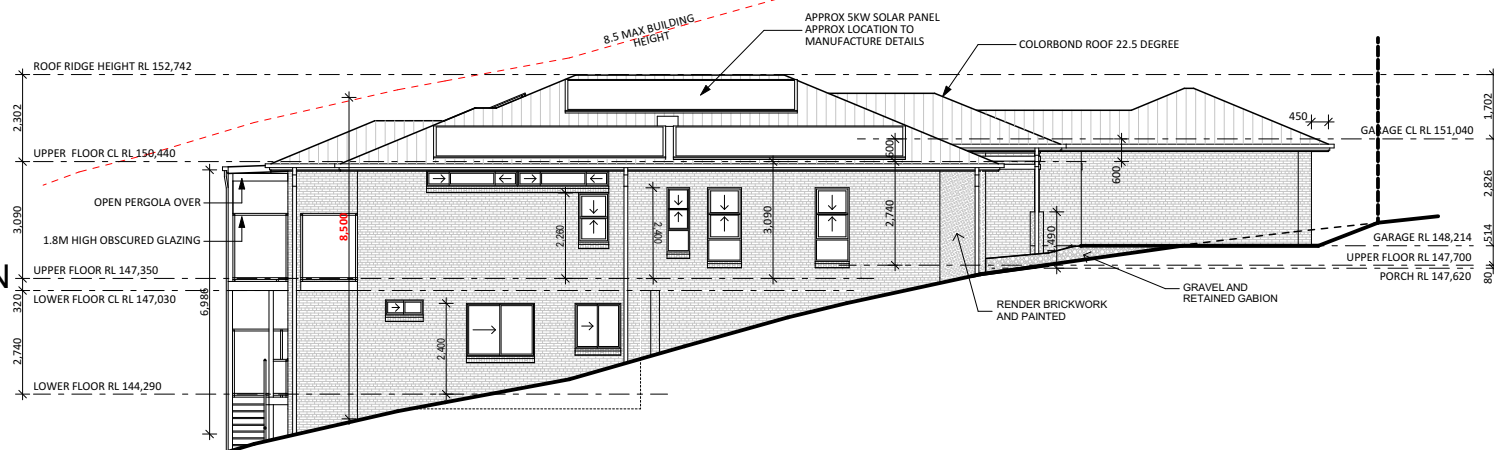 8.5 MAX BUILDING
HEIGHT
APPROX 5KW SOLAR PANEL
APPROX LOCATION TO
MANUFACTURE DETAILS
COLORBOND ROOF 22.5 DEGREE
ROOF RIDGE HEIGHT RL 152,742
2,302
1,702
450
GARAGE CL RL 151,040
UPPER FLOOR CL RL 150,440
600
600
2,826
OPEN PERGOLA OVER
3,090
8,500
2,260
2,400
3,090
2,740
1,490
1.8M HIGH OBSCURED GLAZING
514
GARAGE RL 148,214
UPPER FLOOR RL 147,700
UPPER FLOOR RL 147,350
PORCH RL 147,620
80
N
320
LOWER FLOOR CL RL 147,030
6,986
GRAVEL AND
RETAINED GABION
RENDER BRICKWORK
AND PAINTED
2,740
2,400
LOWER FLOOR RL 144,290